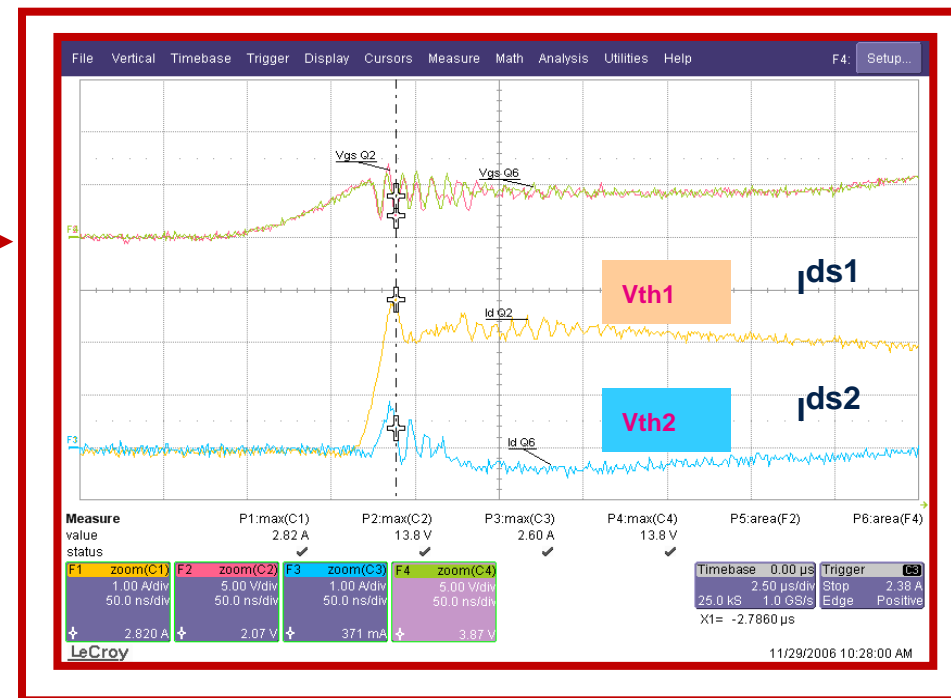 File Vertical Timebase Trigger Display Cursors Measure Math Analysis Utilities Help F4: Setup...
Vgs Q2
Vgs Q6
F2
Ids1
Vth1
Id Q2
Ids2
Vth2
F3
Id Q6
Measure P1:max(C1) P2:max(C2) P3:max(C3) P4:max(C4) P5:area(F2) P6:area(F4)
value 2.82 A 13.8 V 2.60 A 13.8 V
status ✓ ✓ ✓ ✓
F1 zoom(C1) F2 zoom(C2) F3 zoom(C3) F4 zoom(C4) Timebase 0.00 µs Trigger C3
1.00 A/div 5.00 V/div 1.00 A/div 5.00 V/div 2.50 µs/div Stop 2.38 A
50.0 ns/div 50.0 ns/div 50.0 ns/div 50.0 ns/div 25.0 kS 1.0 GS/s Edge Positive
2.820 A 2.07 V 371 mA 3.87 V X1= -2.7860 µs
LeCroy 11/29/2006 10:28:00 AM